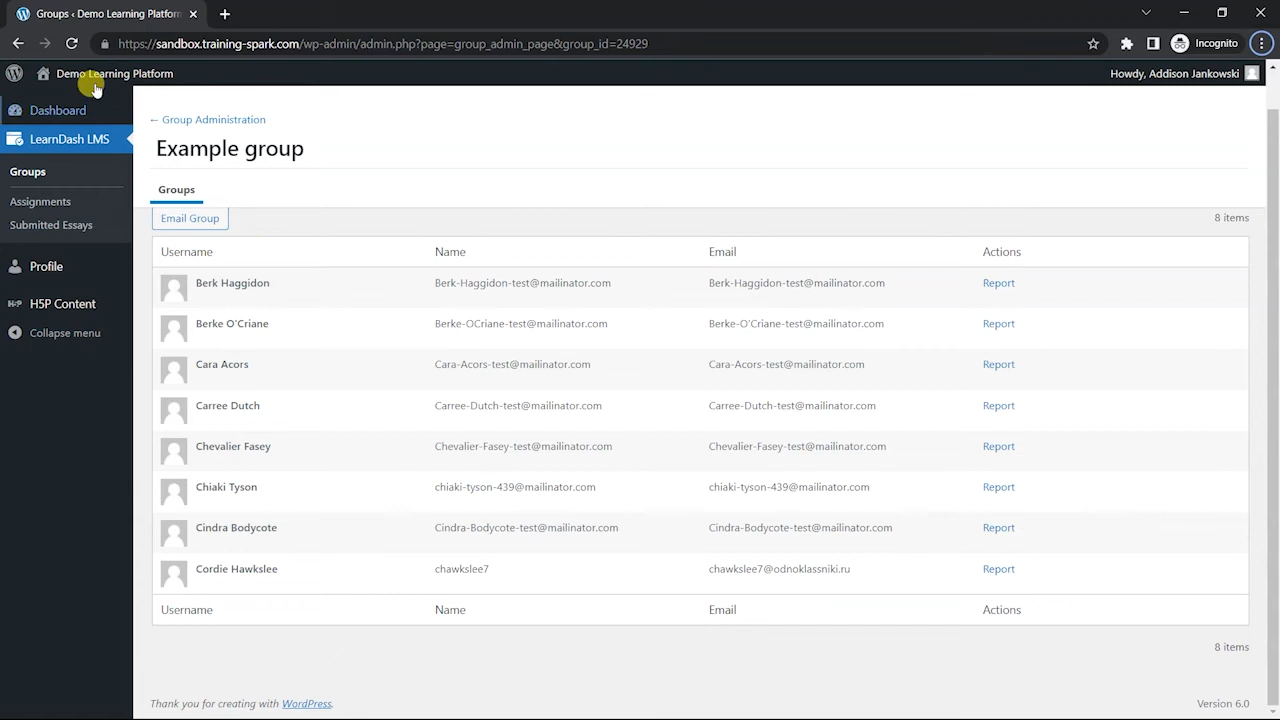 Groups ‹ Demo Learning Platform
https://sandbox.training-spark.com/wp-admin/admin.php?page=group_admin_page&group_id=24929
Incognito
Demo Learning Platform
Howdy, Addison Jankowski
Dashboard
LearnDash LMS
Groups
Assignments
Submitted Essays
Profile
H5P
H5P Content
Collapse menu
← Group Administration
Example group
Groups
Email Group
8 items
Username Name Email Actions
Berk Haggidon Berk-Haggidon-test@mailinator.com Berk-Haggidon-test@mailinator.com Report
Berke O'Criane Berke-OCriane-test@mailinator.com Berke-O'Criane-test@mailinator.com Report
Cara Acors Cara-Acors-test@mailinator.com Cara-Acors-test@mailinator.com Report
Carree Dutch Carree-Dutch-test@mailinator.com Carree-Dutch-test@mailinator.com Report
Chevalier Fasey Chevalier-Fasey-test@mailinator.com Chevalier-Fasey-test@mailinator.com Report
Chiaki Tyson chiaki-tyson-439@mailinator.com chiaki-tyson-439@mailinator.com Report
Cindra Bodycote Cindra-Bodycote-test@mailinator.com Cindra-Bodycote-test@mailinator.com Report
Cordie Hawkslee chawkslee7 chawkslee7@odnoklassniki.ru Report
Username Name Email Actions
8 items
Thank you for creating with WordPress.
Version 6.0